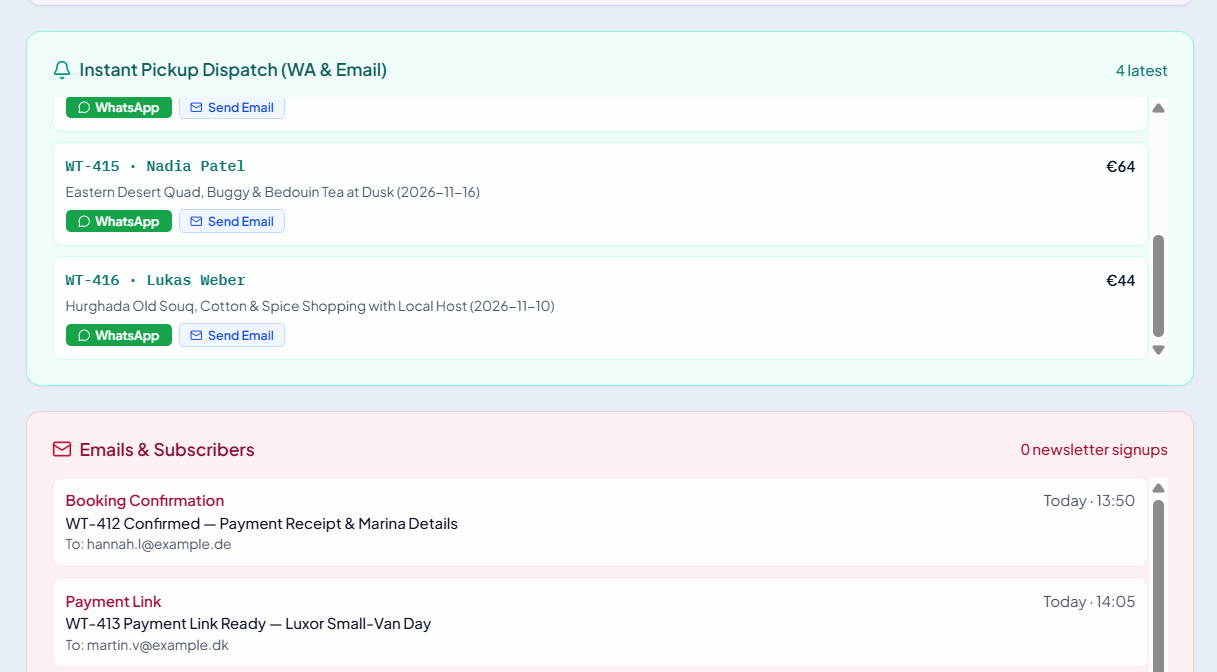 Instant Pickup Dispatch (WA & Email)
4 latest
WhatsApp
Send Email
WT-415 · Nadia Patel
€64
Eastern Desert Quad, Buggy & Bedouin Tea at Dusk (2026-11-16)
WhatsApp
Send Email
WT-416 · Lukas Weber
€44
Hurghada Old Souq, Cotton & Spice Shopping with Local Host (2026-11-10)
WhatsApp
Send Email
Emails & Subscribers
0 newsletter signups
Booking Confirmation
Today · 13:50
WT-412 Confirmed — Payment Receipt & Marina Details
To: hannah.l@example.de
Payment Link
Today · 14:05
WT-413 Payment Link Ready — Luxor Small-Van Day
To: martin.v@example.dk